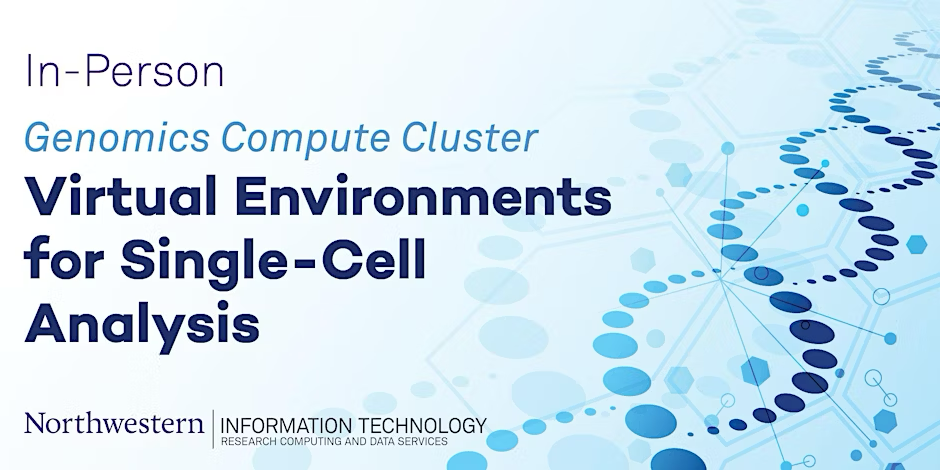 In-Person
Genomics Compute Cluster
Virtual Environments
for Single-Cell
Analysis
Northwestern INFORMATION TECHNOLOGY
RESEARCH COMPUTING AND DATA SERVICES